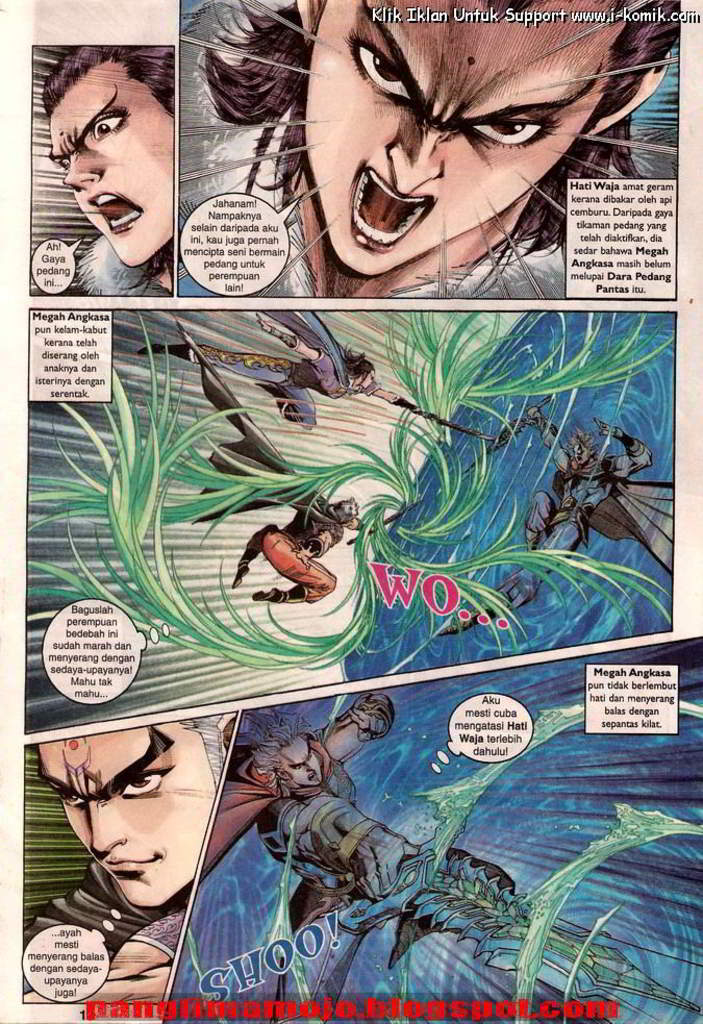 Klik Iklan Untuk Support www.i-komik.com
Ah!
Gaya
pedang
ini...
Jahanam!
Nampaknya
selain daripada aku
ini, kau juga pernah
mencipta seni bermain
pedang untuk
perempuan
lain!
Hati Waja amat geram
kerana dibakar oleh api
cemburu. Daripada gaya
tikaman pedang yang
telah diaktifkan, dia
sedar bahawa Megah
Angkasa masih belum
melupai Dara Pedang
Pantas itu.
Megah Angkasa
pun kelam-kabut
kerana telah
diserang oleh
anaknya dan
isterinya dengan
serentak.
WO...
Baguslah
perempuan
bedebah ini
sudah marah dan
menyerang dengan
sedaya-upayanya!
Mahu tak
mahu...
Megah Angkasa
pun tidak berlembut
hati dan menyerang
balas dengan
sepantas kilat.
Aku
mesti cuba
mengatasi Hati
Waja terlebih
dahulu!
...ayah
mesti
menyerang balas
dengan sedaya-
upayanya
juga!
SHOO!
panglimamojo.blogspot.com